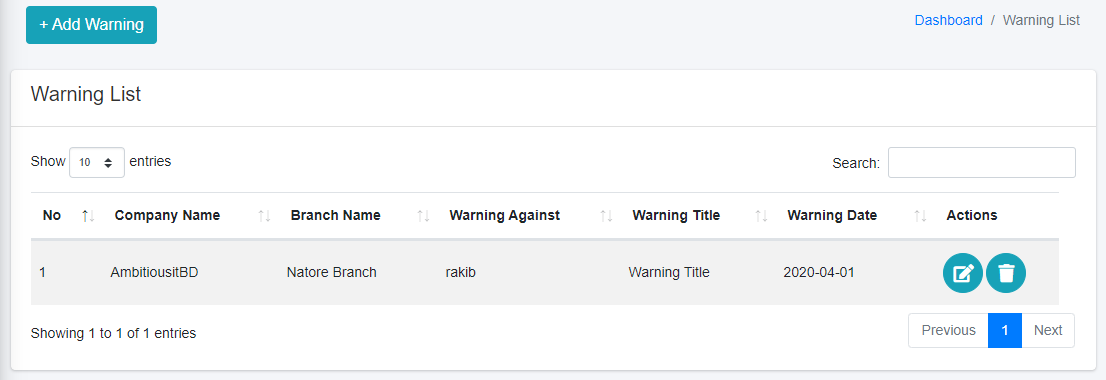 + Add Warning
Dashboard / Warning List
Warning List
Show 10 entries
Search:
No Company Name Branch Name Warning Against Warning Title Warning Date Actions
1 AmbitiousitBD Natore Branch rakib Warning Title 2020-04-01
Showing 1 to 1 of 1 entries
Previous 1 Next